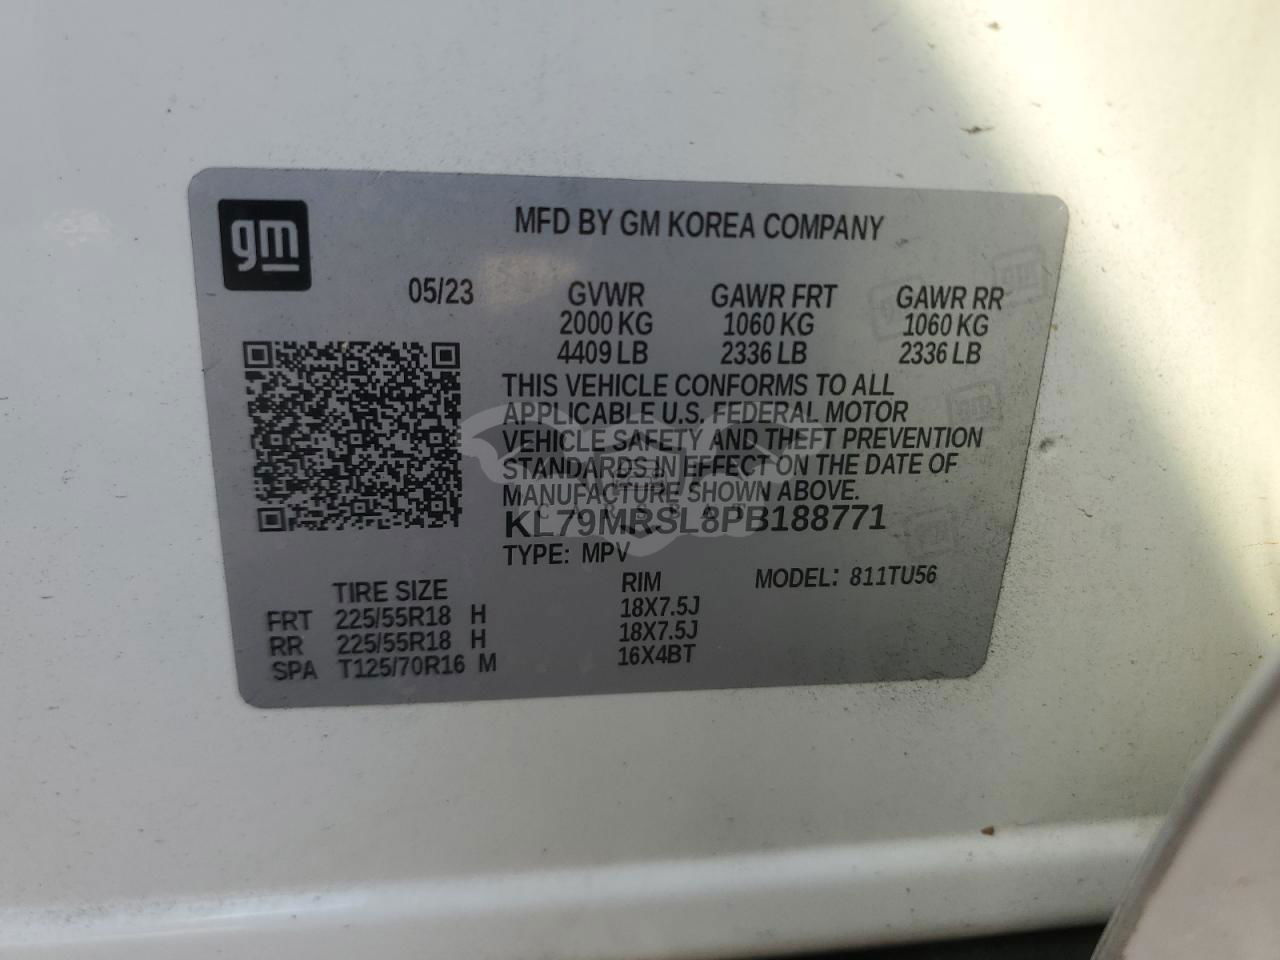 gm
MFD BY GM KOREA COMPANY
05/23 GVWR GAWR FRT GAWR RR
2000 KG 1060 KG 1060 KG
4409 LB 2336 LB 2336 LB
THIS VEHICLE CONFORMS TO ALL
APPLICABLE U.S. FEDERAL MOTOR
VEHICLE SAFETY AND THEFT PREVENTION
STANDARDS IN EFFECT ON THE DATE OF
MANUFACTURE SHOWN ABOVE.
KL79MRSL8PB188771
TYPE: MPV
TIRE SIZE RIM MODEL: 811TU56
FRT 225/55R18 H 18X7.5J
RR 225/55R18 H 18X7.5J
SPA T125/70R16 M 16X4BT